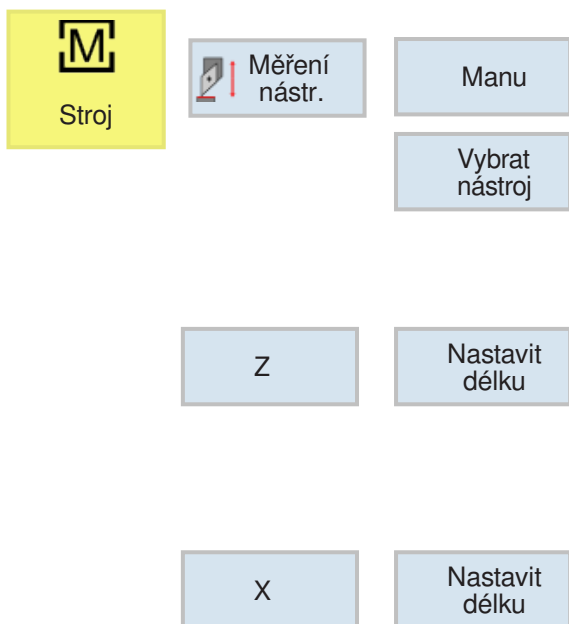 M
Stroj
Měření
nástr.
Manu
Vybrat
nástroj
Z
Nastavit
délku
X
Nastavit
délku